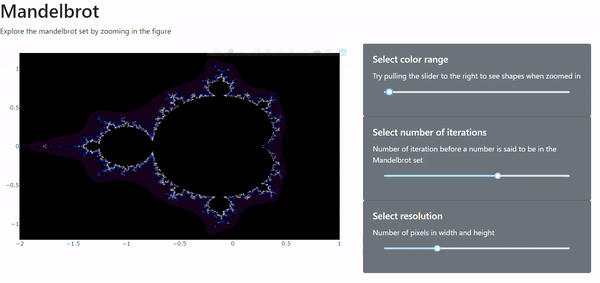 Mandelbrot
Explore the mandelbrot set by zooming in the figure
1
0.5
0
−0.5
−1
−2
−1.5
−1
−0.5
0
0.5
1
Select color range
Try pulling the slider to the right to see shapes when zoomed in
Select number of iterations
Number of iteration before a number is said to be in the
Mandelbrot set
Select resolution
Number of pixels in width and height